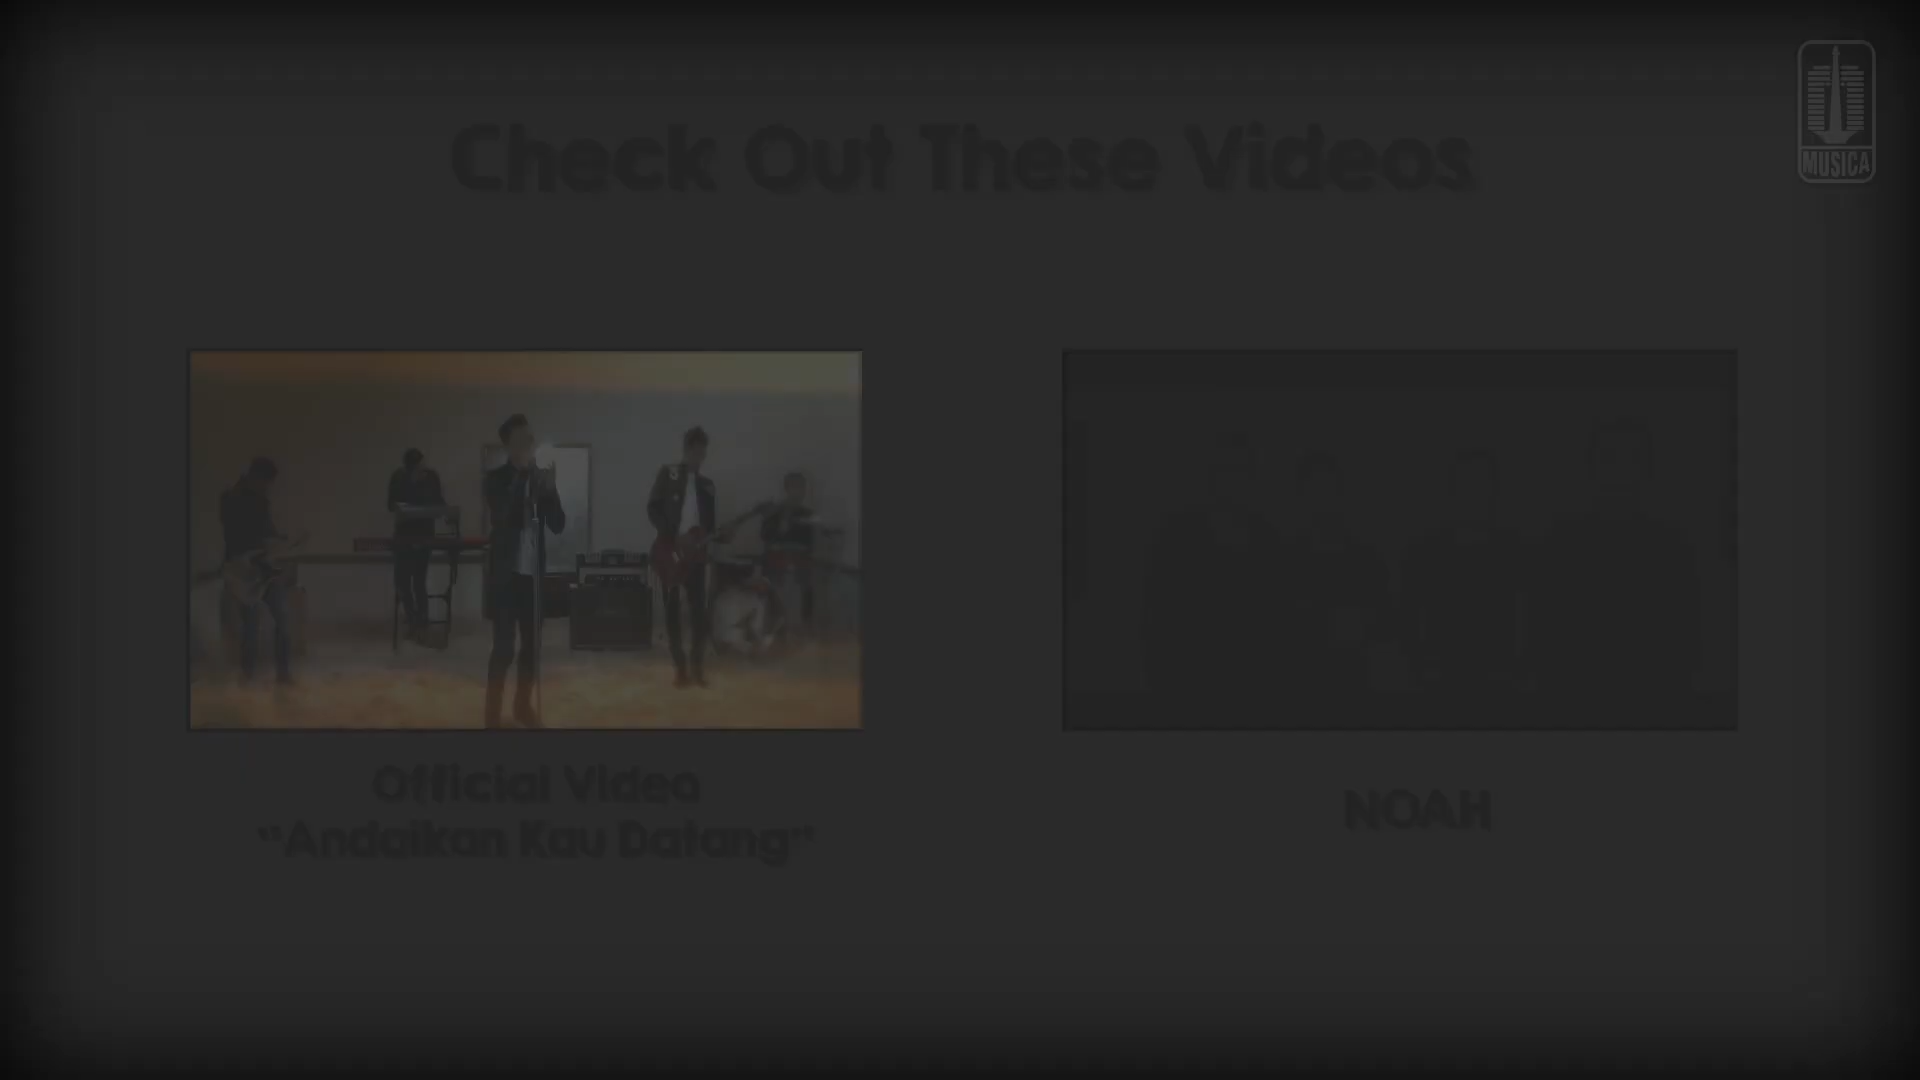 Check Out These Videos
MUSICA
Official Video
"Andaikan Kau Datang"
NOAH